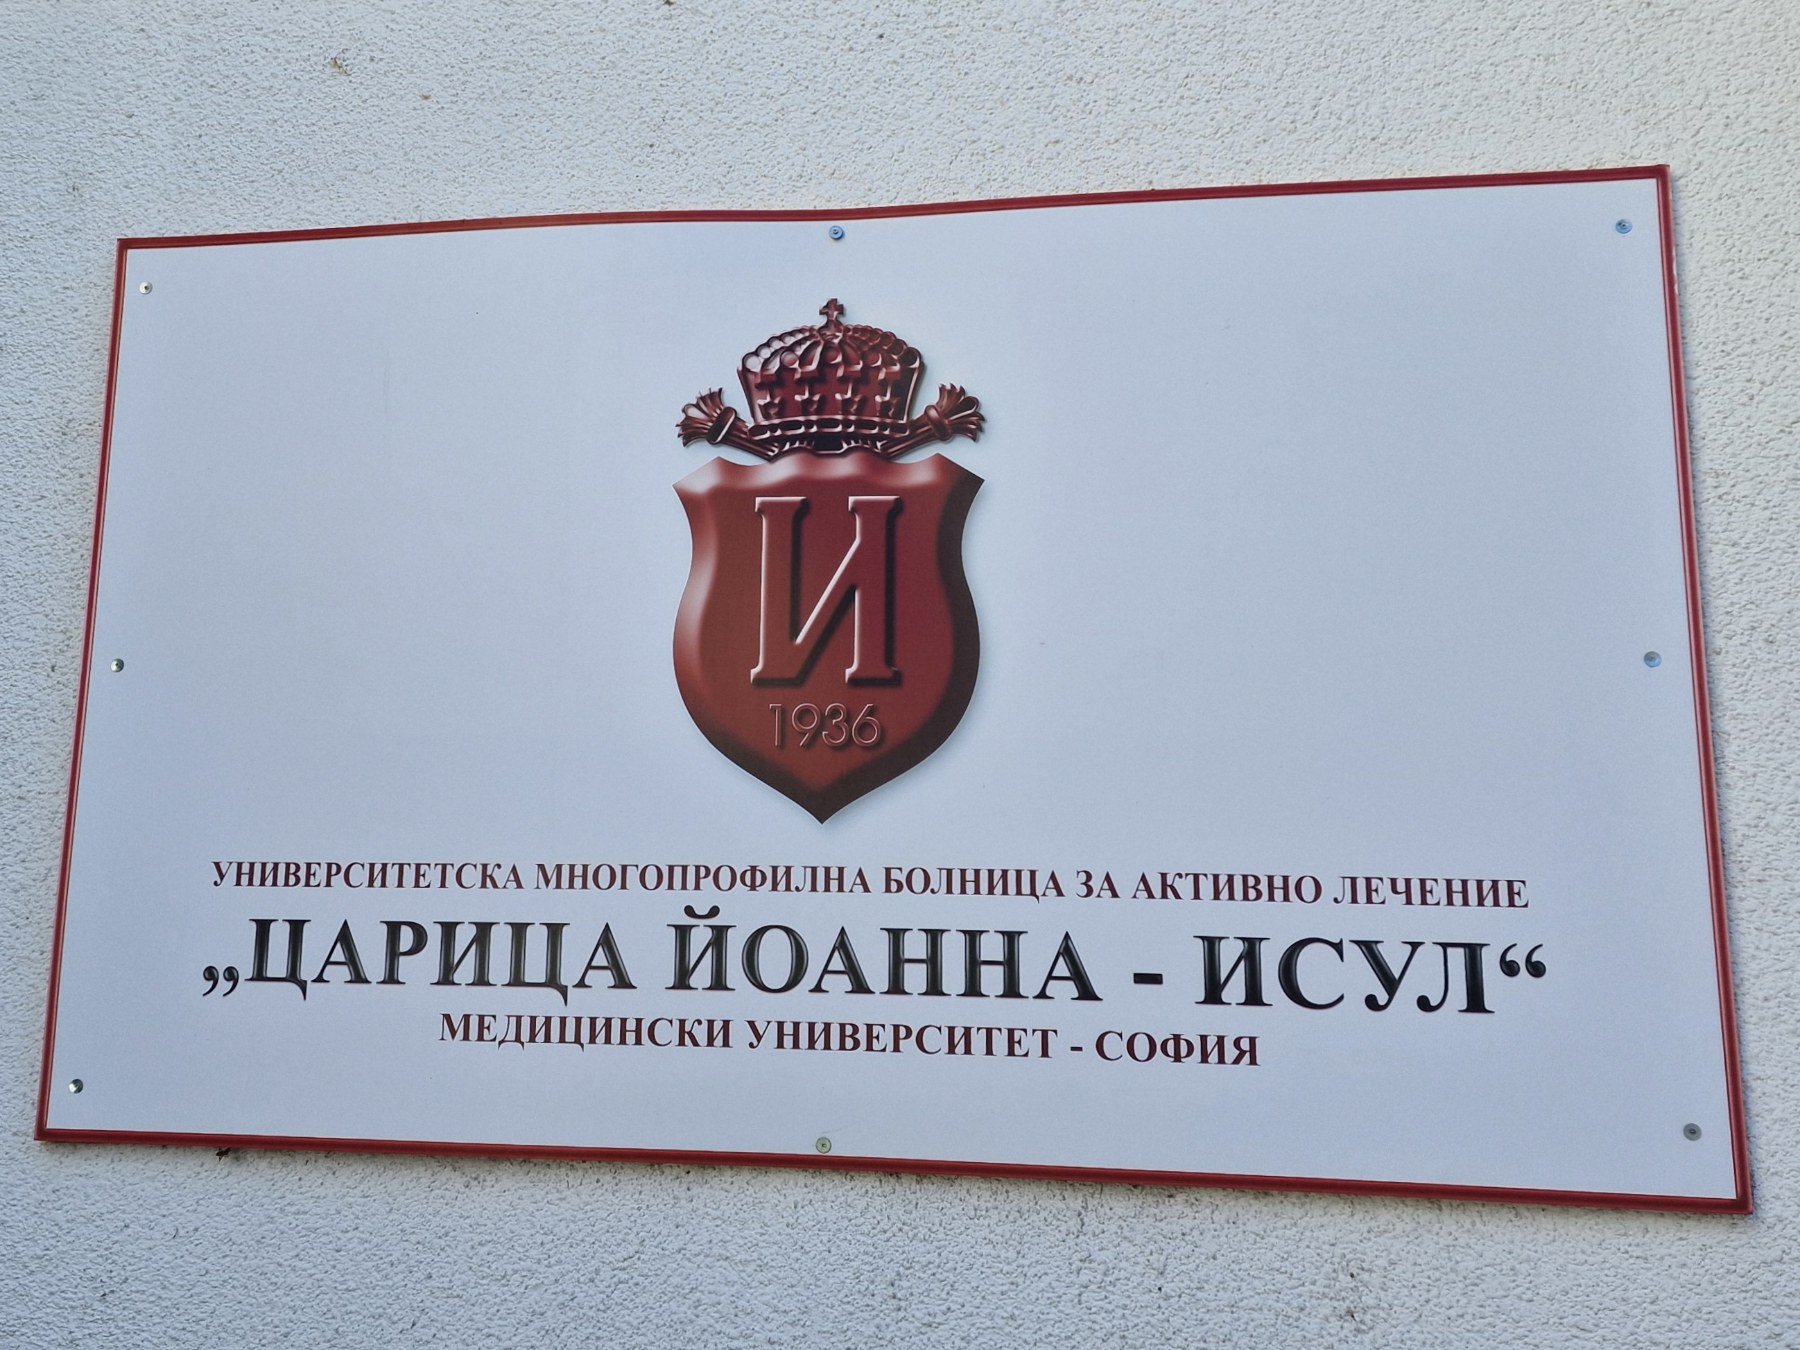 И
1936
УНИВЕРСИТЕТСКА МНОГОПРОФИЛНА БОЛНИЦА ЗА АКТИВНО ЛЕЧЕНИЕ
„ЦАРИЦА ЙОАННА - ИСУЛ“
МЕДИЦИНСКИ УНИВЕРСИТЕТ - СОФИЯ